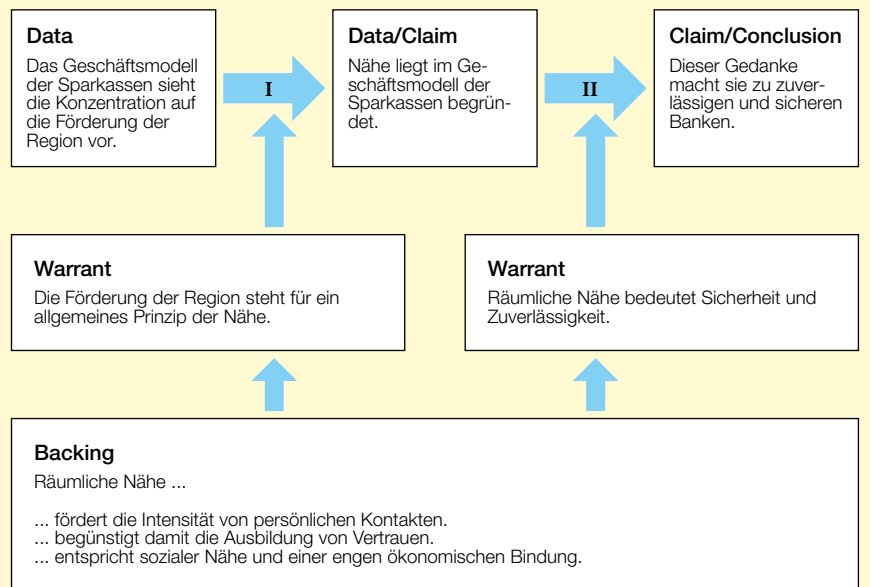 Data
Das Geschäftsmodell
der Sparkassen sieht
die Konzentration auf
die Förderung der
Region vor.
I
Data/Claim
Nähe liegt im Ge-
schäftsmodell der
Sparkassen begrün-
det.
II
Claim/Conclusion
Dieser Gedanke
macht sie zu zuver-
lässigen und sicheren
Banken.
Warrant
Die Förderung der Region steht für ein
allgemeines Prinzip der Nähe.
Warrant
Räumliche Nähe bedeutet Sicherheit und
Zuverlässigkeit.
Backing
Räumliche Nähe ...
... fördert die Intensität von persönlichen Kontakten.
... begünstigt damit die Ausbildung von Vertrauen.
... entspricht sozialer Nähe und einer engen ökonomischen Bindung.